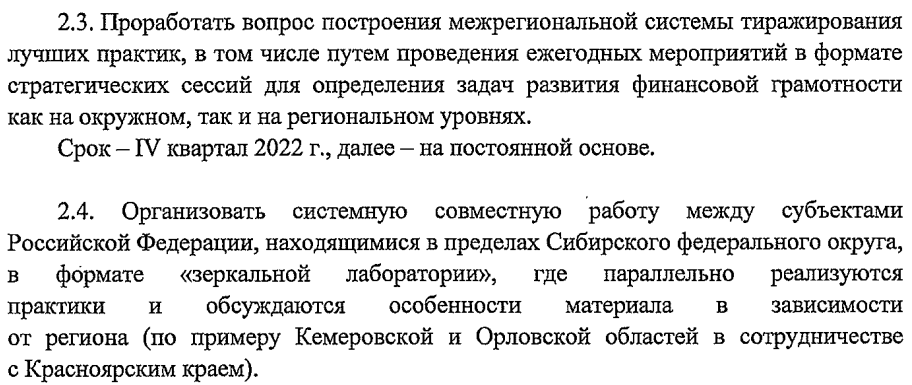 2.3. Проработать вопрос построения межрегиональной системы тиражирования
лучших практик, в том числе путем проведения ежегодных мероприятий в формате
стратегических сессий для определения задач развития финансовой грамотности
как на окружном, так и на региональном уровнях.
Срок – IV квартал 2022 г., далее – на постоянной основе.
2.4. Организовать системную совместную работу между субъектами
Российской Федерации, находящимися в пределах Сибирского федерального округа,
в формате «зеркальной лаборатории», где параллельно реализуются
практики и обсуждаются особенности материала в зависимости
от региона (по примеру Кемеровской и Орловской областей в сотрудничестве
с Красноярским краем).